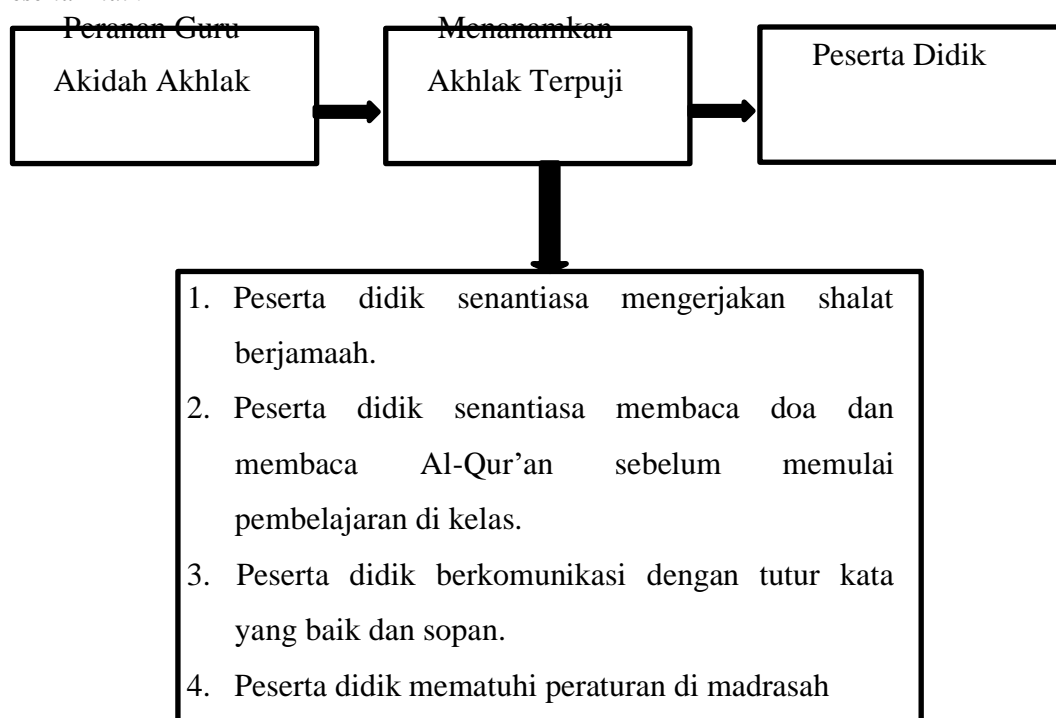 Peranan Guru
Akidah Akhlak
Menanamkan
Akhlak Terpuji
Peserta Didik
1. Peserta didik senantiasa mengerjakan shalat
berjamaah.
2. Peserta didik senantiasa membaca doa dan
membaca Al-Qur’an sebelum memulai
pembelajaran di kelas.
3. Peserta didik berkomunikasi dengan tutur kata
yang baik dan sopan.
4. Peserta didik mematuhi peraturan di madrasah